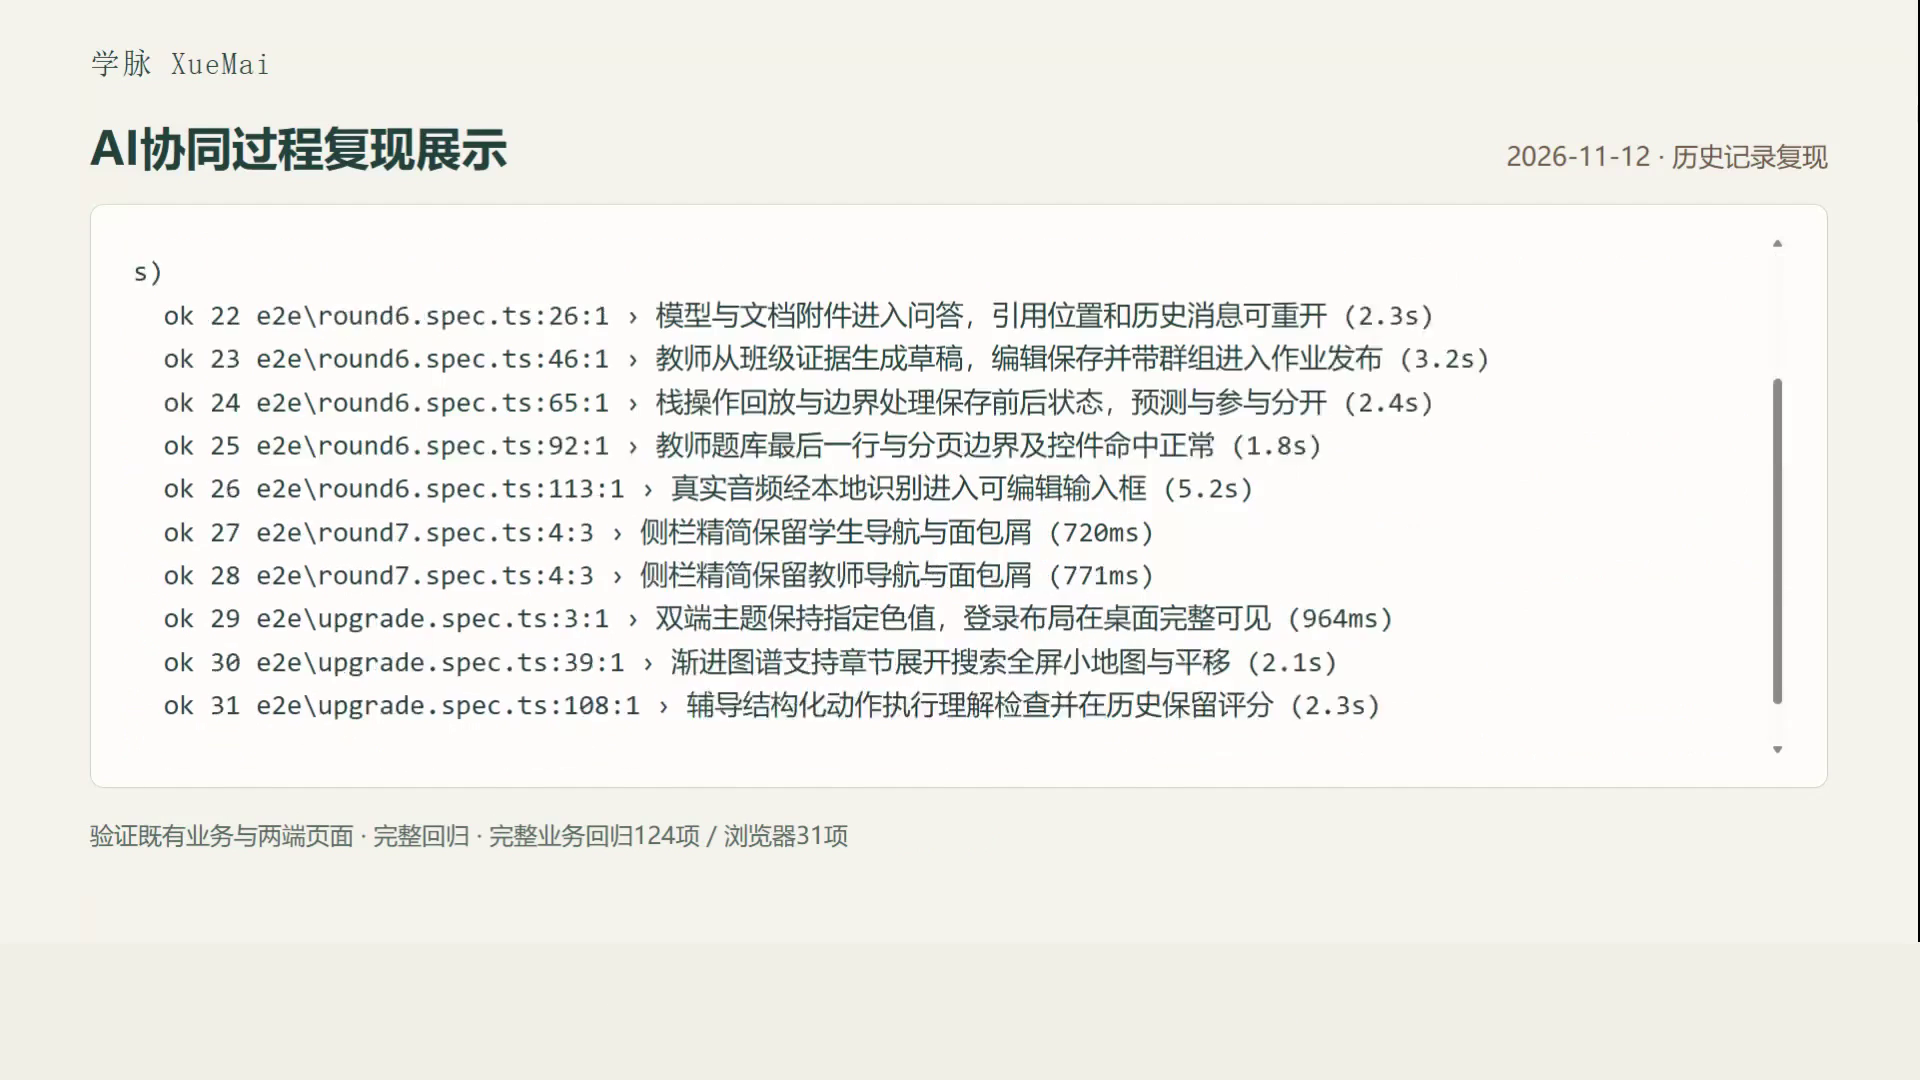 学脉 XueMai
AI协同过程复现展示
2026-11-12 · 历史记录复现
s)
ok 22 e2e\round6.spec.ts:26:1 › 模型与文档附件进入问答，引用位置和历史消息可重开 (2.3s)
ok 23 e2e\round6.spec.ts:46:1 › 教师从班级证据生成草稿，编辑保存并带群组进入作业发布 (3.2s)
ok 24 e2e\round6.spec.ts:65:1 › 栈操作回放与边界处理保存前后状态，预测与参与分开 (2.4s)
ok 25 e2e\round6.spec.ts:92:1 › 教师题库最后一行与分页边界及控件命中正常 (1.8s)
ok 26 e2e\round6.spec.ts:113:1 › 真实音频经本地识别进入可编辑输入框 (5.2s)
ok 27 e2e\round7.spec.ts:4:3 › 侧栏精简保留学生导航与面包屑 (720ms)
ok 28 e2e\round7.spec.ts:4:3 › 侧栏精简保留教师导航与面包屑 (771ms)
ok 29 e2e\upgrade.spec.ts:3:1 › 双端主题保持指定色值，登录布局在桌面完整可见 (964ms)
ok 30 e2e\upgrade.spec.ts:39:1 › 渐进图谱支持章节展开搜索全屏小地图与平移 (2.1s)
ok 31 e2e\upgrade.spec.ts:108:1 › 辅导结构化动作执行理解检查并在历史保留评分 (2.3s)
验证既有业务与两端页面 · 完整回归 · 完整业务回归124项 / 浏览器31项